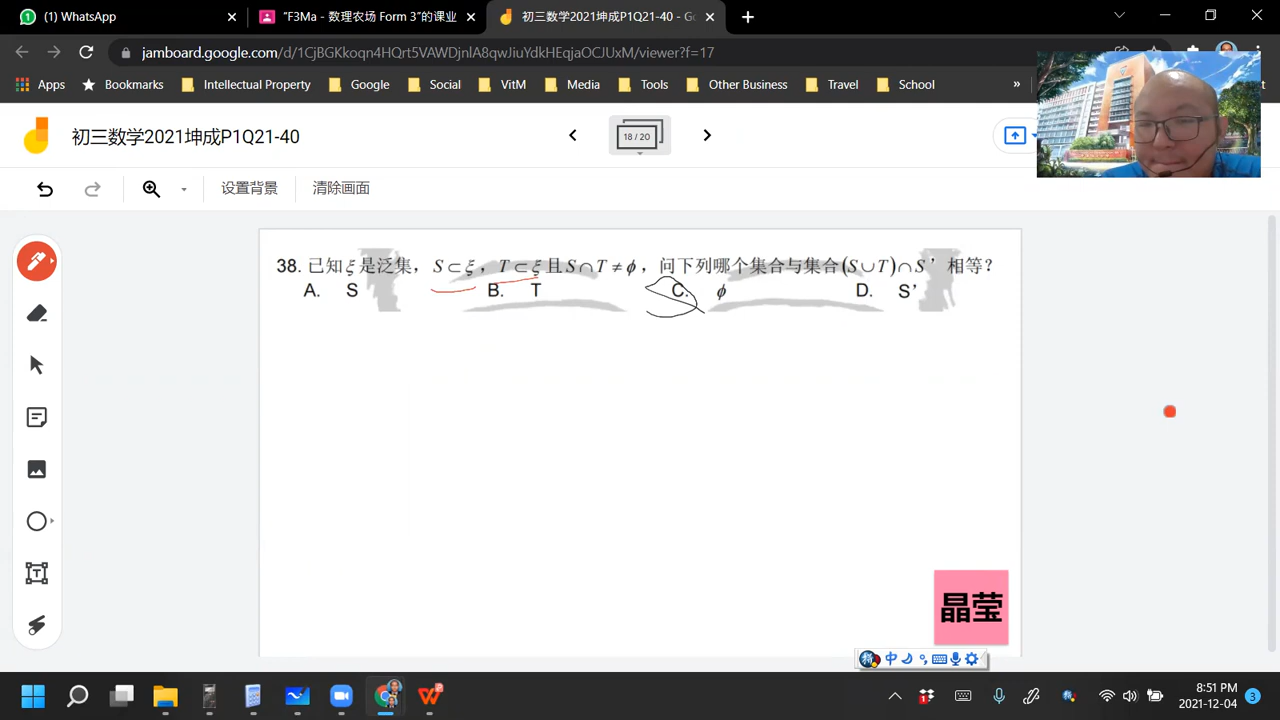 (1) WhatsApp
"F3Ma - 数理农场 Form 3"的课业
初三数学2021坤成P1Q21-40 - Go
jamboard.google.com/d/1CjBGKkoqn4HQrt5VAWDjnlA8qwJiuYdkHEqjaOCJUxM/viewer?f=17
Apps Bookmarks Intellectual Property Google Social VitM Media Tools Other Business Travel School »
初三数学2021坤成P1Q21-40
18 / 20
设置背景 清除画面
38. 已知ξ是泛集，S⊂ξ，T⊂ξ且S∩T≠ϕ，问下列哪个集合与集合(S∪T)∩S’相等？
A. S B. T C. ϕ D. S’
晶莹
中
8:51 PM
2021-12-04
3